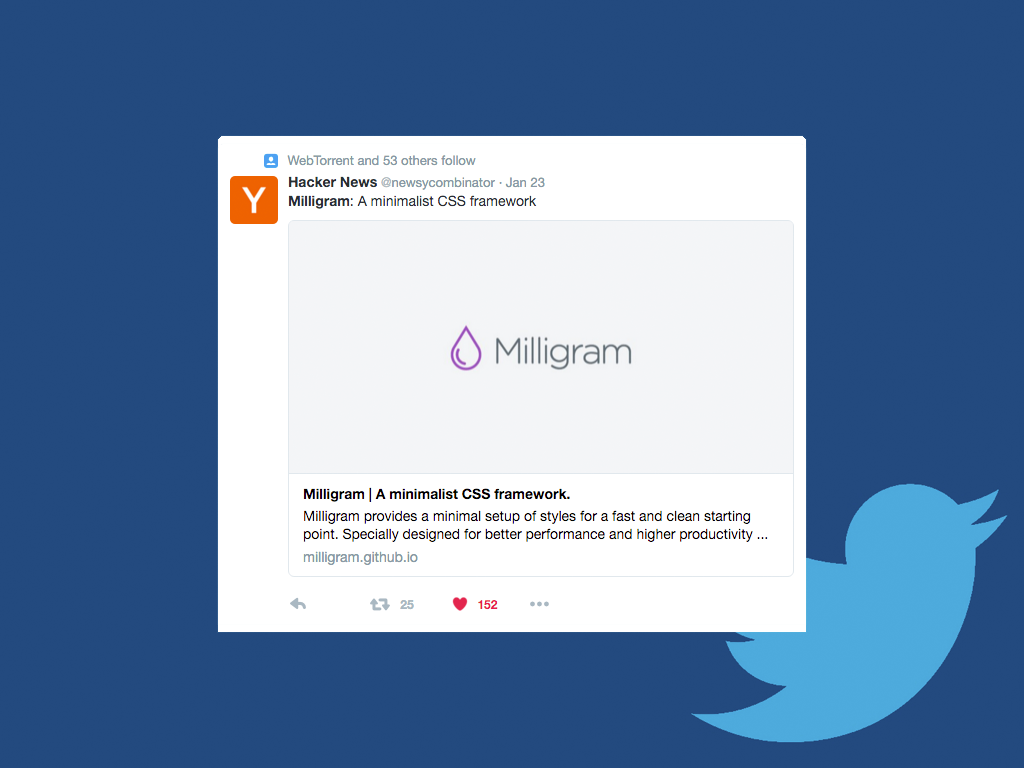 WebTorrent and 53 others follow
Y
Hacker News @newsycombinator · Jan 23
Milligram: A minimalist CSS framework
Milligram
Milligram | A minimalist CSS framework.
Milligram provides a minimal setup of styles for a fast and clean starting
point. Specially designed for better performance and higher productivity ...
milligram.github.io
25 152